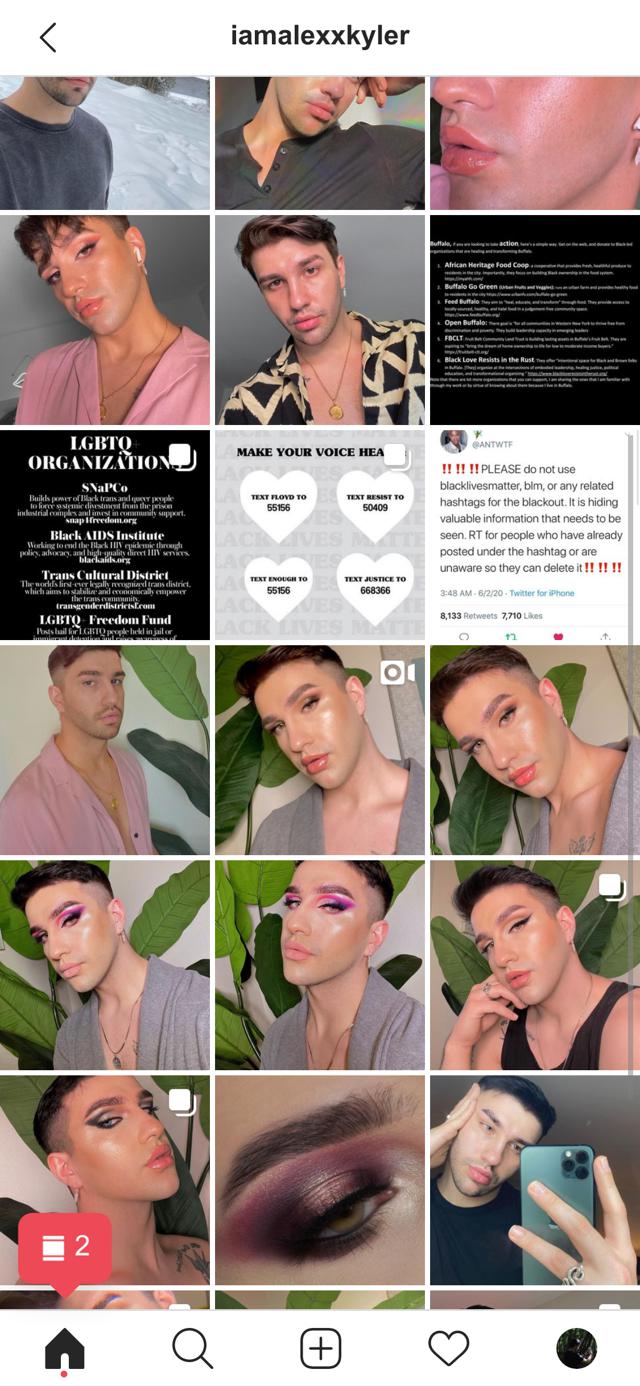 iamalexxkyler
Buffalo, if you are looking to take action, here's a simple way. Get on the web, and donate to Black-led
organizations that are healing and transforming Buffalo.
1. African Heritage Food Coop a cooperative that provides fresh, healthful produce to
residents in the city. Importantly, they focus on building Black ownership in the food system.
https://myahfc.com/
2. Buffalo Go Green (Urban Fruits and Veggies): runs an urban farm and provides healthy food
to residents in the city
3. Feed Buffalo They aim to "heal, educate, and transform" through food. They provide access to
locally-sourced, healthy, and halal food in a judgement-free community space.
https://www.feedbuffalo.org/
4. Open Buffalo: There goal is "for all communities in Western New York to thrive free from
discrimination and poverty. They build leadership capacity in emerging leaders
5. FBCLT: Fruit Belt Community Land Trust is building lasting assets in Buffalo's Fruit Belt. They are
aspiring to "bring the dream of home ownership to life for low to moderate income buyers."
https://fruitbelt-clt.org/
6. Black Love Resists in the Rust: They offer "intentional space for Black and Brown folks
in Buffalo. [They] organize at the intersections of embodied leadership, healing justice, political
education, and transformational organizing."
Note that there are lot more organizations that you can support, I am sharing the ones that I am familiar with
through my work or by virtue of knowing about them because I live in Buffalo.
LGBTQ+
ORGANIZATION
SNaPCo
Builds power of Black trans and queer people
to force systemic divestment from the prison
industrial complex and invest in community support.
snap4freedom.org
Black AIDS Institute
Working to end the Black HIV epidemic through
policy, advocacy, and high-quality direct HIV services.
blackaids.org
Trans Cultural District
The world's first-ever legally recognized trans district,
which aims to stabilize and economically empower
the trans community.
transgenderdistrictsf.com
LGBTQ+ Freedom Fund
Posts bail for LGBTQ people held in jail or
immigrant detention and raises awareness of
MAKE YOUR VOICE HEA
TEXT FLOYD TO
55156
TEXT RESIST TO
50409
TEXT ENOUGH TO
55156
TEXT JUSTICE TO
668366
BLACK LIVES MATTE
@ANTWTF
‼️‼️‼️PLEASE do not use
blacklivesmatter, blm, or any related
hashtags for the blackout. It is hiding
valuable information that needs to be
seen. RT for people who have already
posted under the hashtag or are
unaware so they can delete it‼️‼️‼️
3:48 AM · 6/2/20 · Twitter for iPhone
8,133 Retweets 7,710 Likes
2